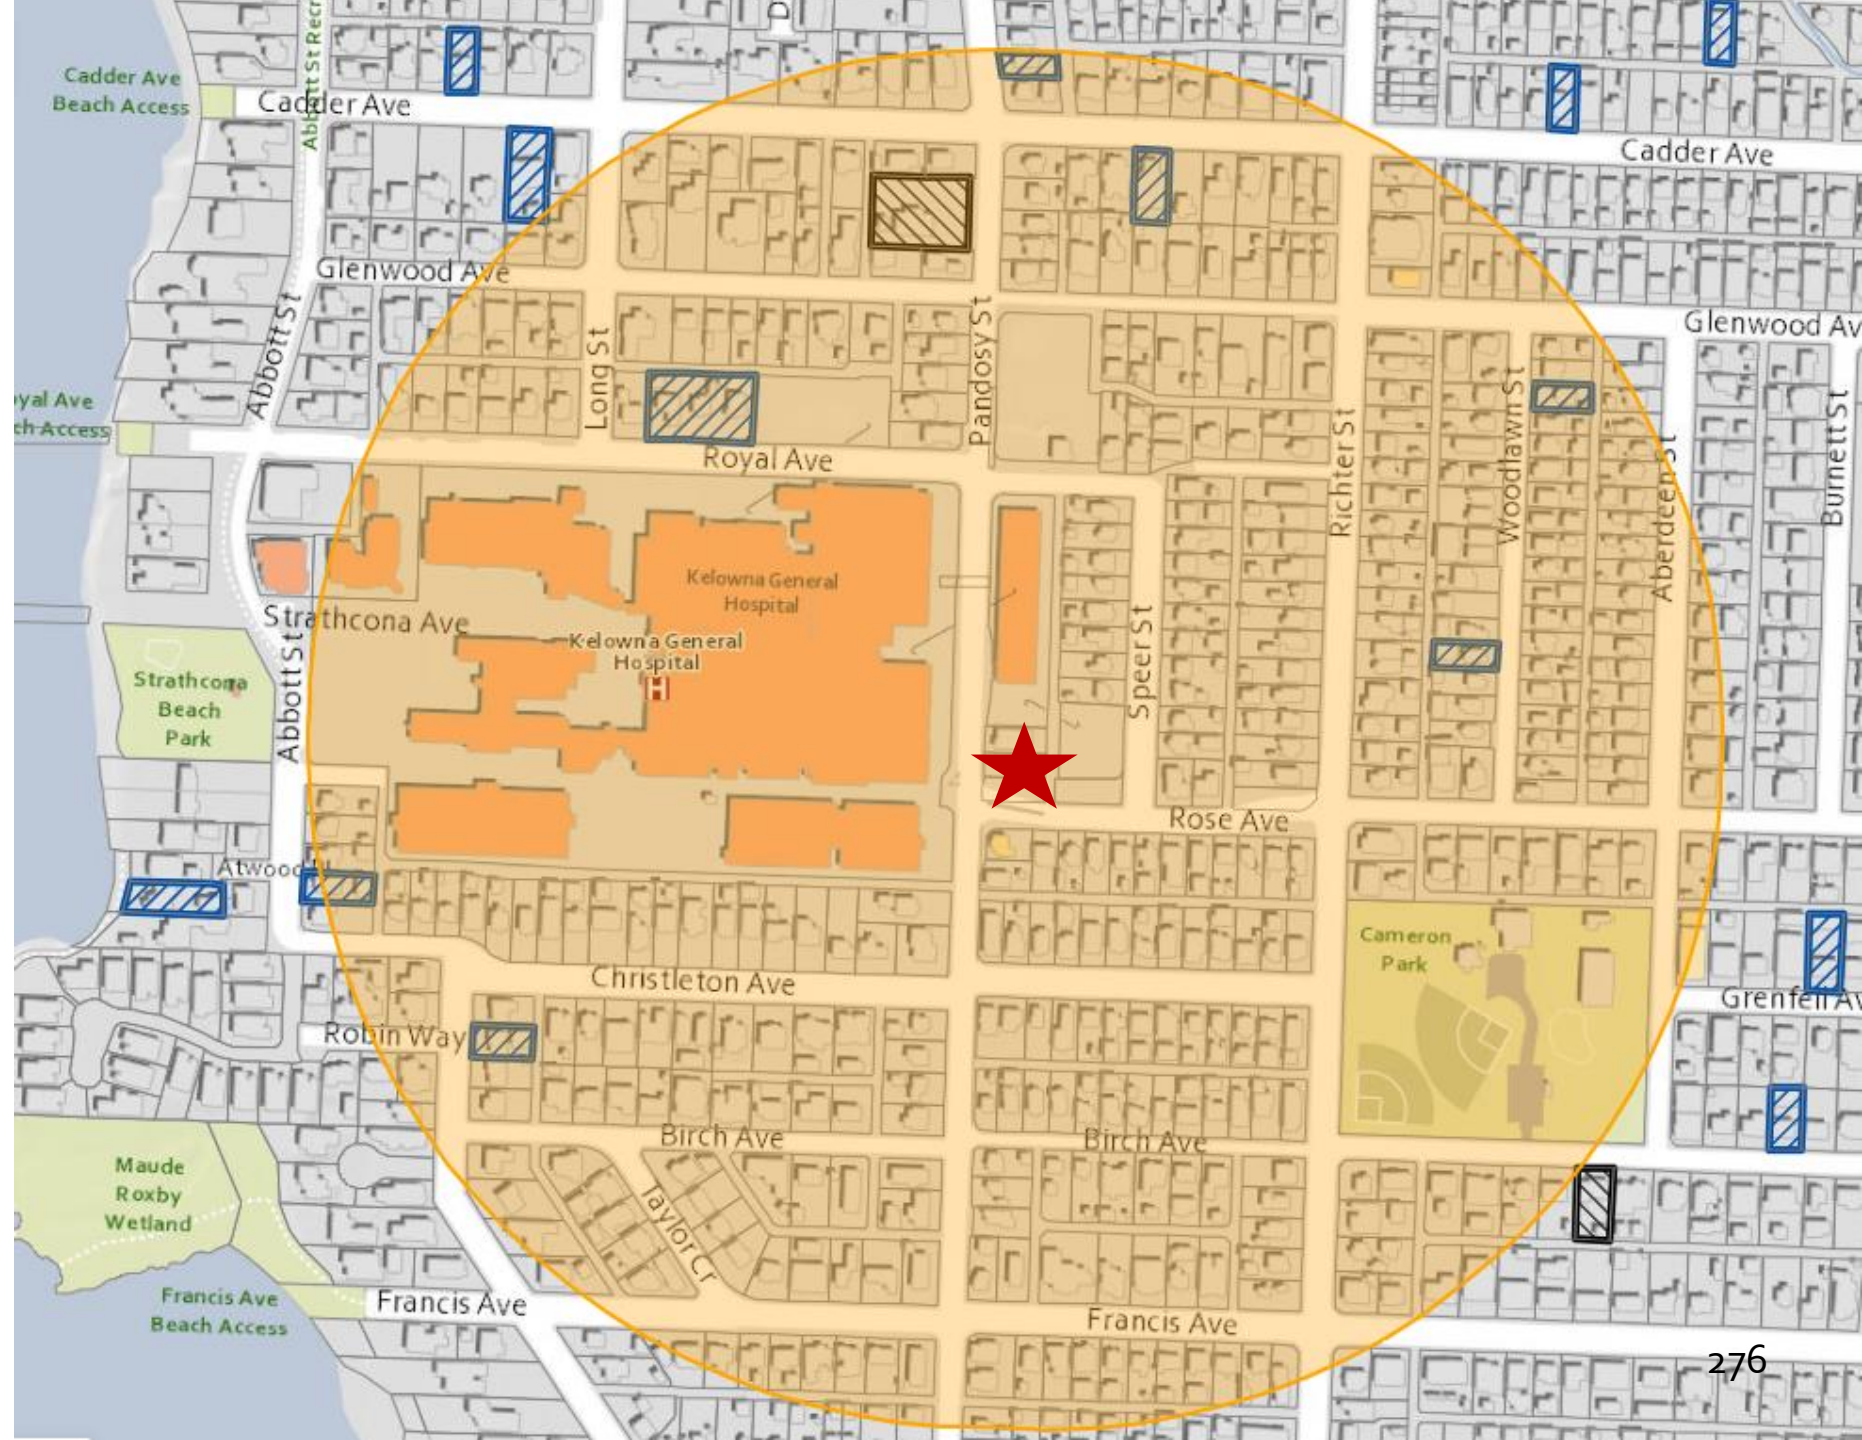 Abbott St Recr
D
Cadder Ave
Beach Access
Cadder Ave
Cadder Ave
Glenwood Ave
Glenwood Av
Abbott St
Long St
Pandosy St
Richter St
Woodlawn St
Aberdeen St
Burnett St
yal Ave
ch Access
Royal Ave
Kelowna General
Hospital
Strathcona Ave
Kelowna General
Hospital
H
Speer St
Abbott St
Strathcona
Beach
Park
Rose Ave
Atwood
Cameron
Park
Christleton Ave
Grenfell Av
Robin Way
Birch Ave
Birch Ave
Maude
Roxby
Wetland
Taylor Cr
Francis Ave
Beach Access
Francis Ave
Francis Ave
276